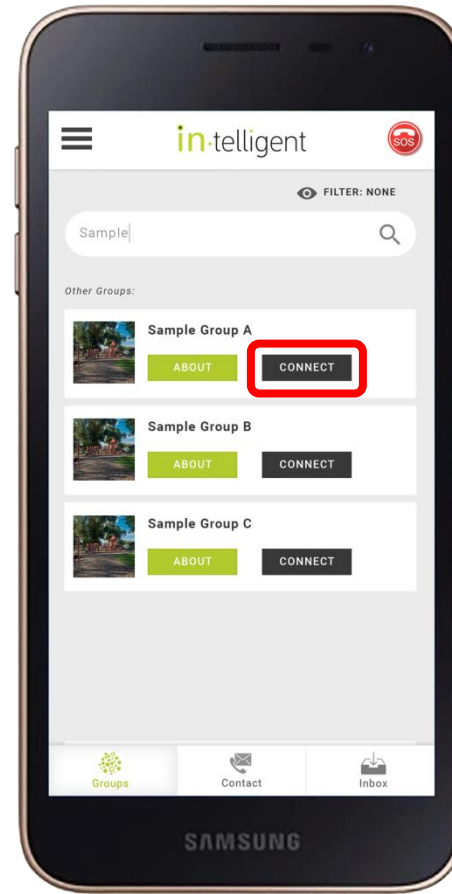 in·telligent
SOS
FILTER: NONE
Sample
Other Groups:
Sample Group A
ABOUT CONNECT
Sample Group B
ABOUT CONNECT
Sample Group C
ABOUT CONNECT
Groups Contact Inbox
SAMSUNG